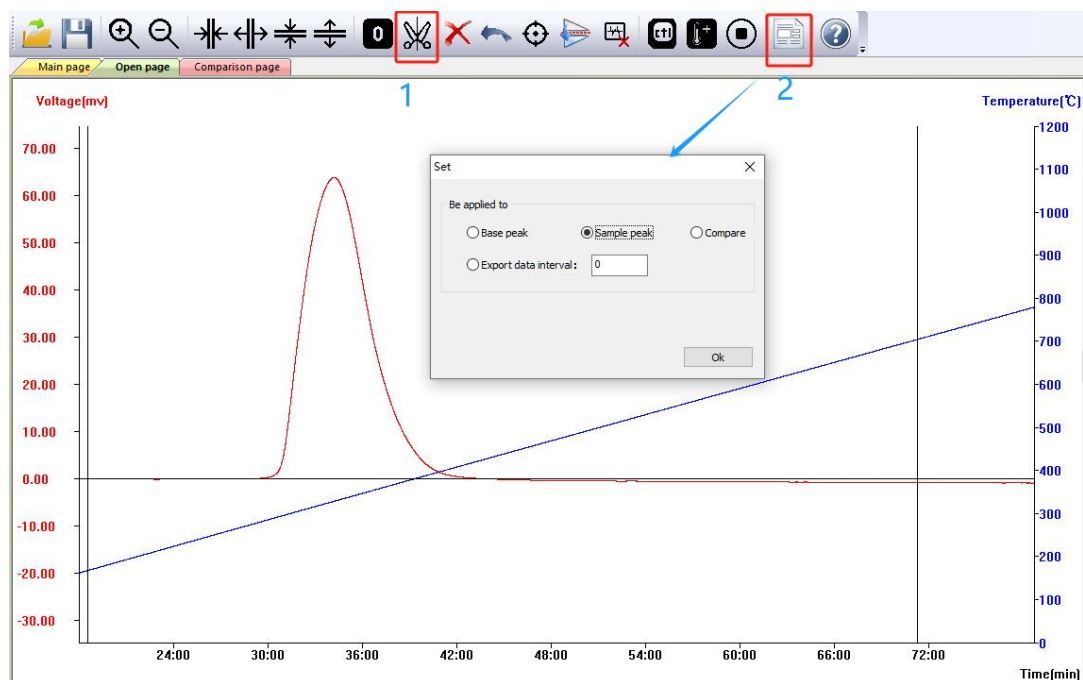 0
ctl
?
Main page Open page Comparison page
1
2
Voltage(mv)
Temperature(℃)
Set
Be applied to
Base peak Sample peak Compare
Export data interval: 0
Ok
70.00
60.00
50.00
40.00
30.00
20.00
10.00
0.00
-10.00
-20.00
-30.00
1200
1100
1000
900
800
700
600
500
400
300
200
100
0
24:00 30:00 36:00 42:00 48:00 54:00 60:00 66:00 72:00
Time(min)